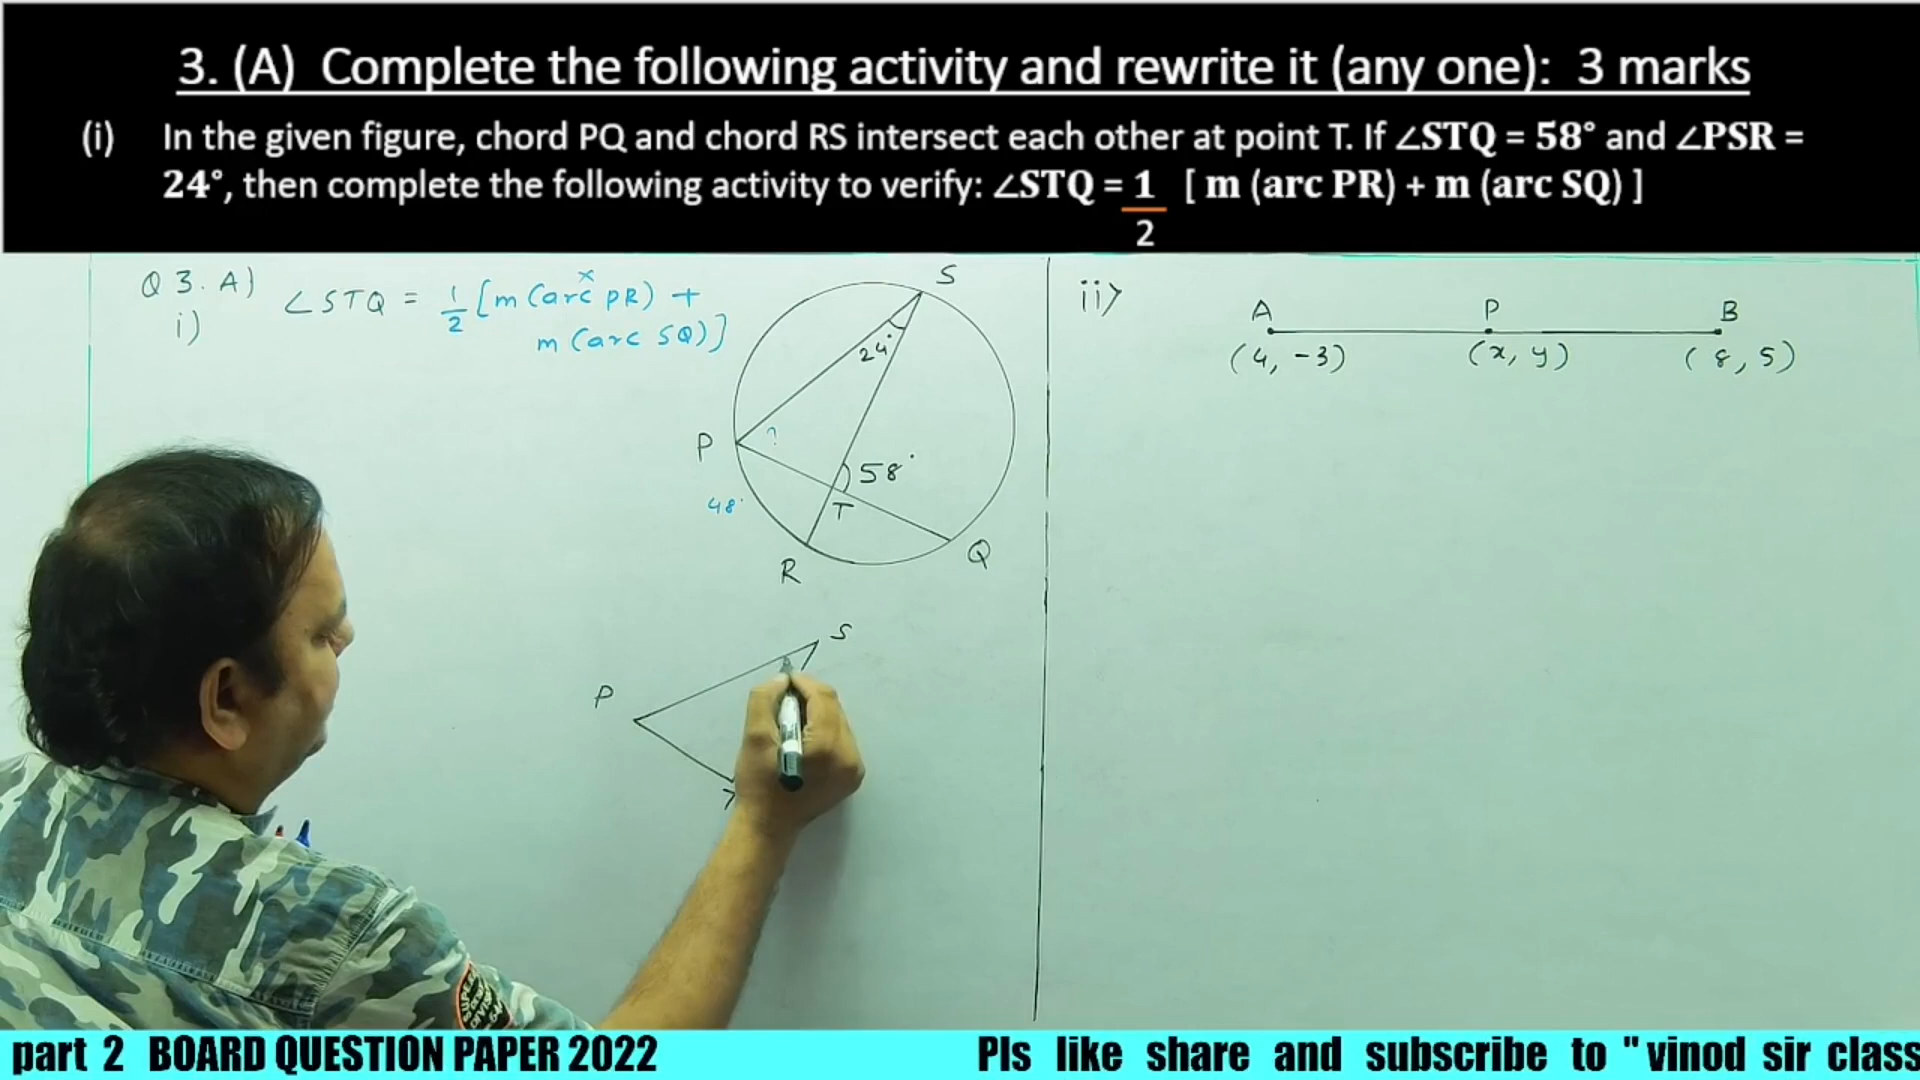 3. (A) Complete the following activity and rewrite it (any one): 3 marks
(i) In the given figure, chord PQ and chord RS intersect each other at point T. If ∠STQ = 58° and ∠PSR =
24°, then complete the following activity to verify: ∠STQ = 1/2 [ m (arc PR) + m (arc SQ) ]
Q 3. A)
i)
∠STQ = 1/2 [m (arc PR) +
x
m (arc SQ)]
S
24°
P
?
58°
48°
T
R
Q
S
P
ii)
A P B
(4, -3) (x, y) (8, 5)
part 2 BOARD QUESTION PAPER 2022
Pls like share and subscribe to "vinod sir class